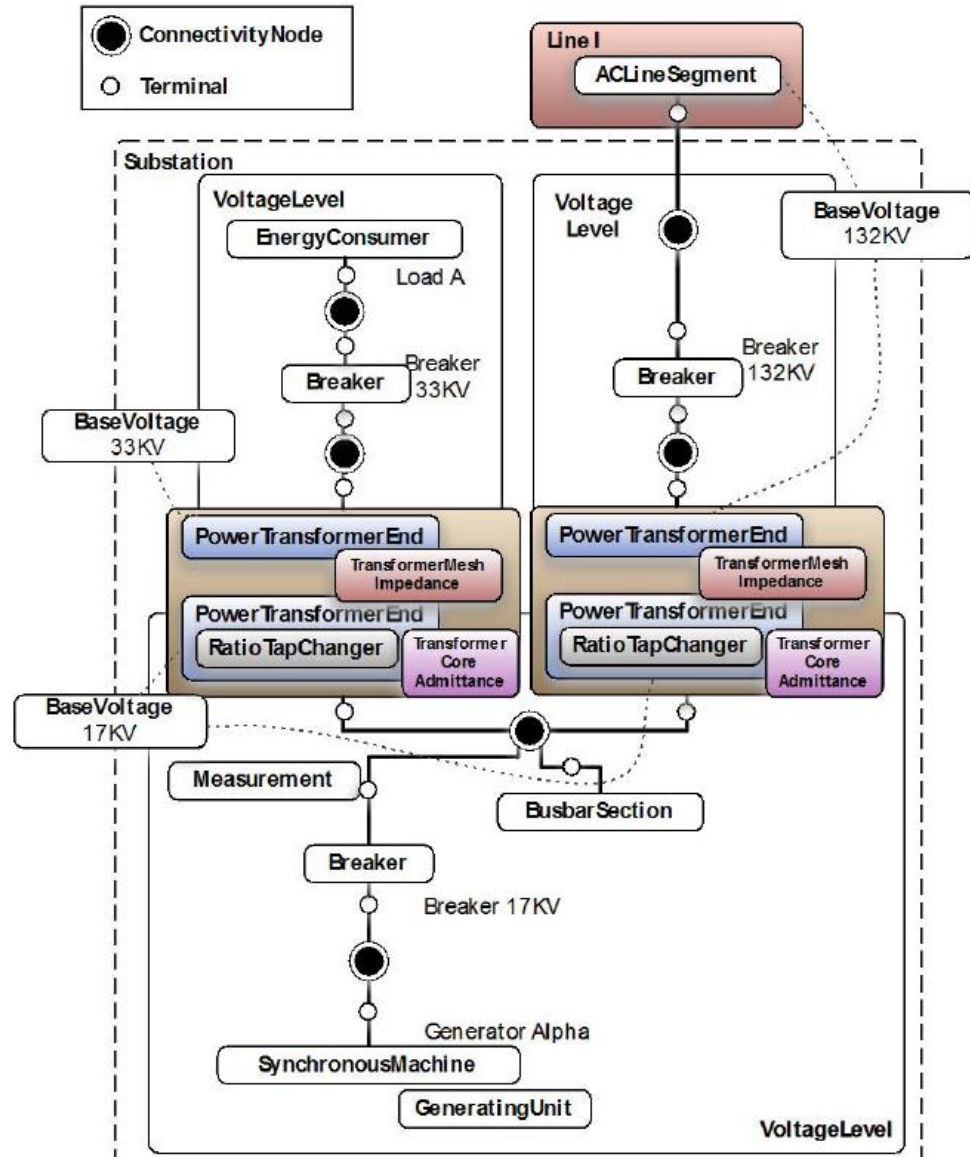 ConnectivityNode
Terminal
Line I
ACLineSegment
Substation
VoltageLevel
EnergyConsumer
Load A
Breaker
Breaker
33KV
BaseVoltage
33KV
Voltage
Level
BaseVoltage
132KV
Breaker
Breaker
132KV
PowerTransformerEnd
TransformerMesh
Impedance
PowerTransformerEnd
RatioTapChanger
Transformer
Core
Admittance
PowerTransformerEnd
TransformerMesh
Impedance
PowerTransformerEnd
RatioTapChanger
Transformer
Core
Admittance
BaseVoltage
17KV
Measurement
BusbarSection
Breaker
Breaker 17KV
Generator Alpha
SynchronousMachine
GeneratingUnit
VoltageLevel